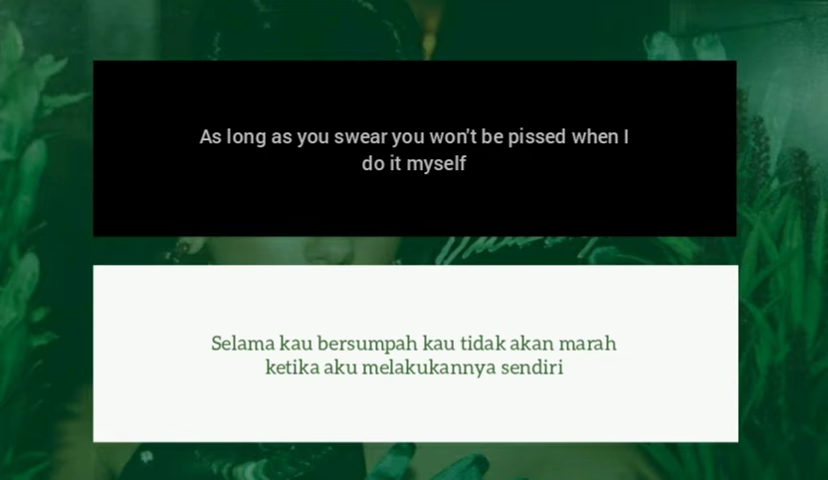 As long as you swear you won't be pissed when I
do it myself
Selama kau bersumpah kau tidak akan marah
ketika aku melakukannya sendiri